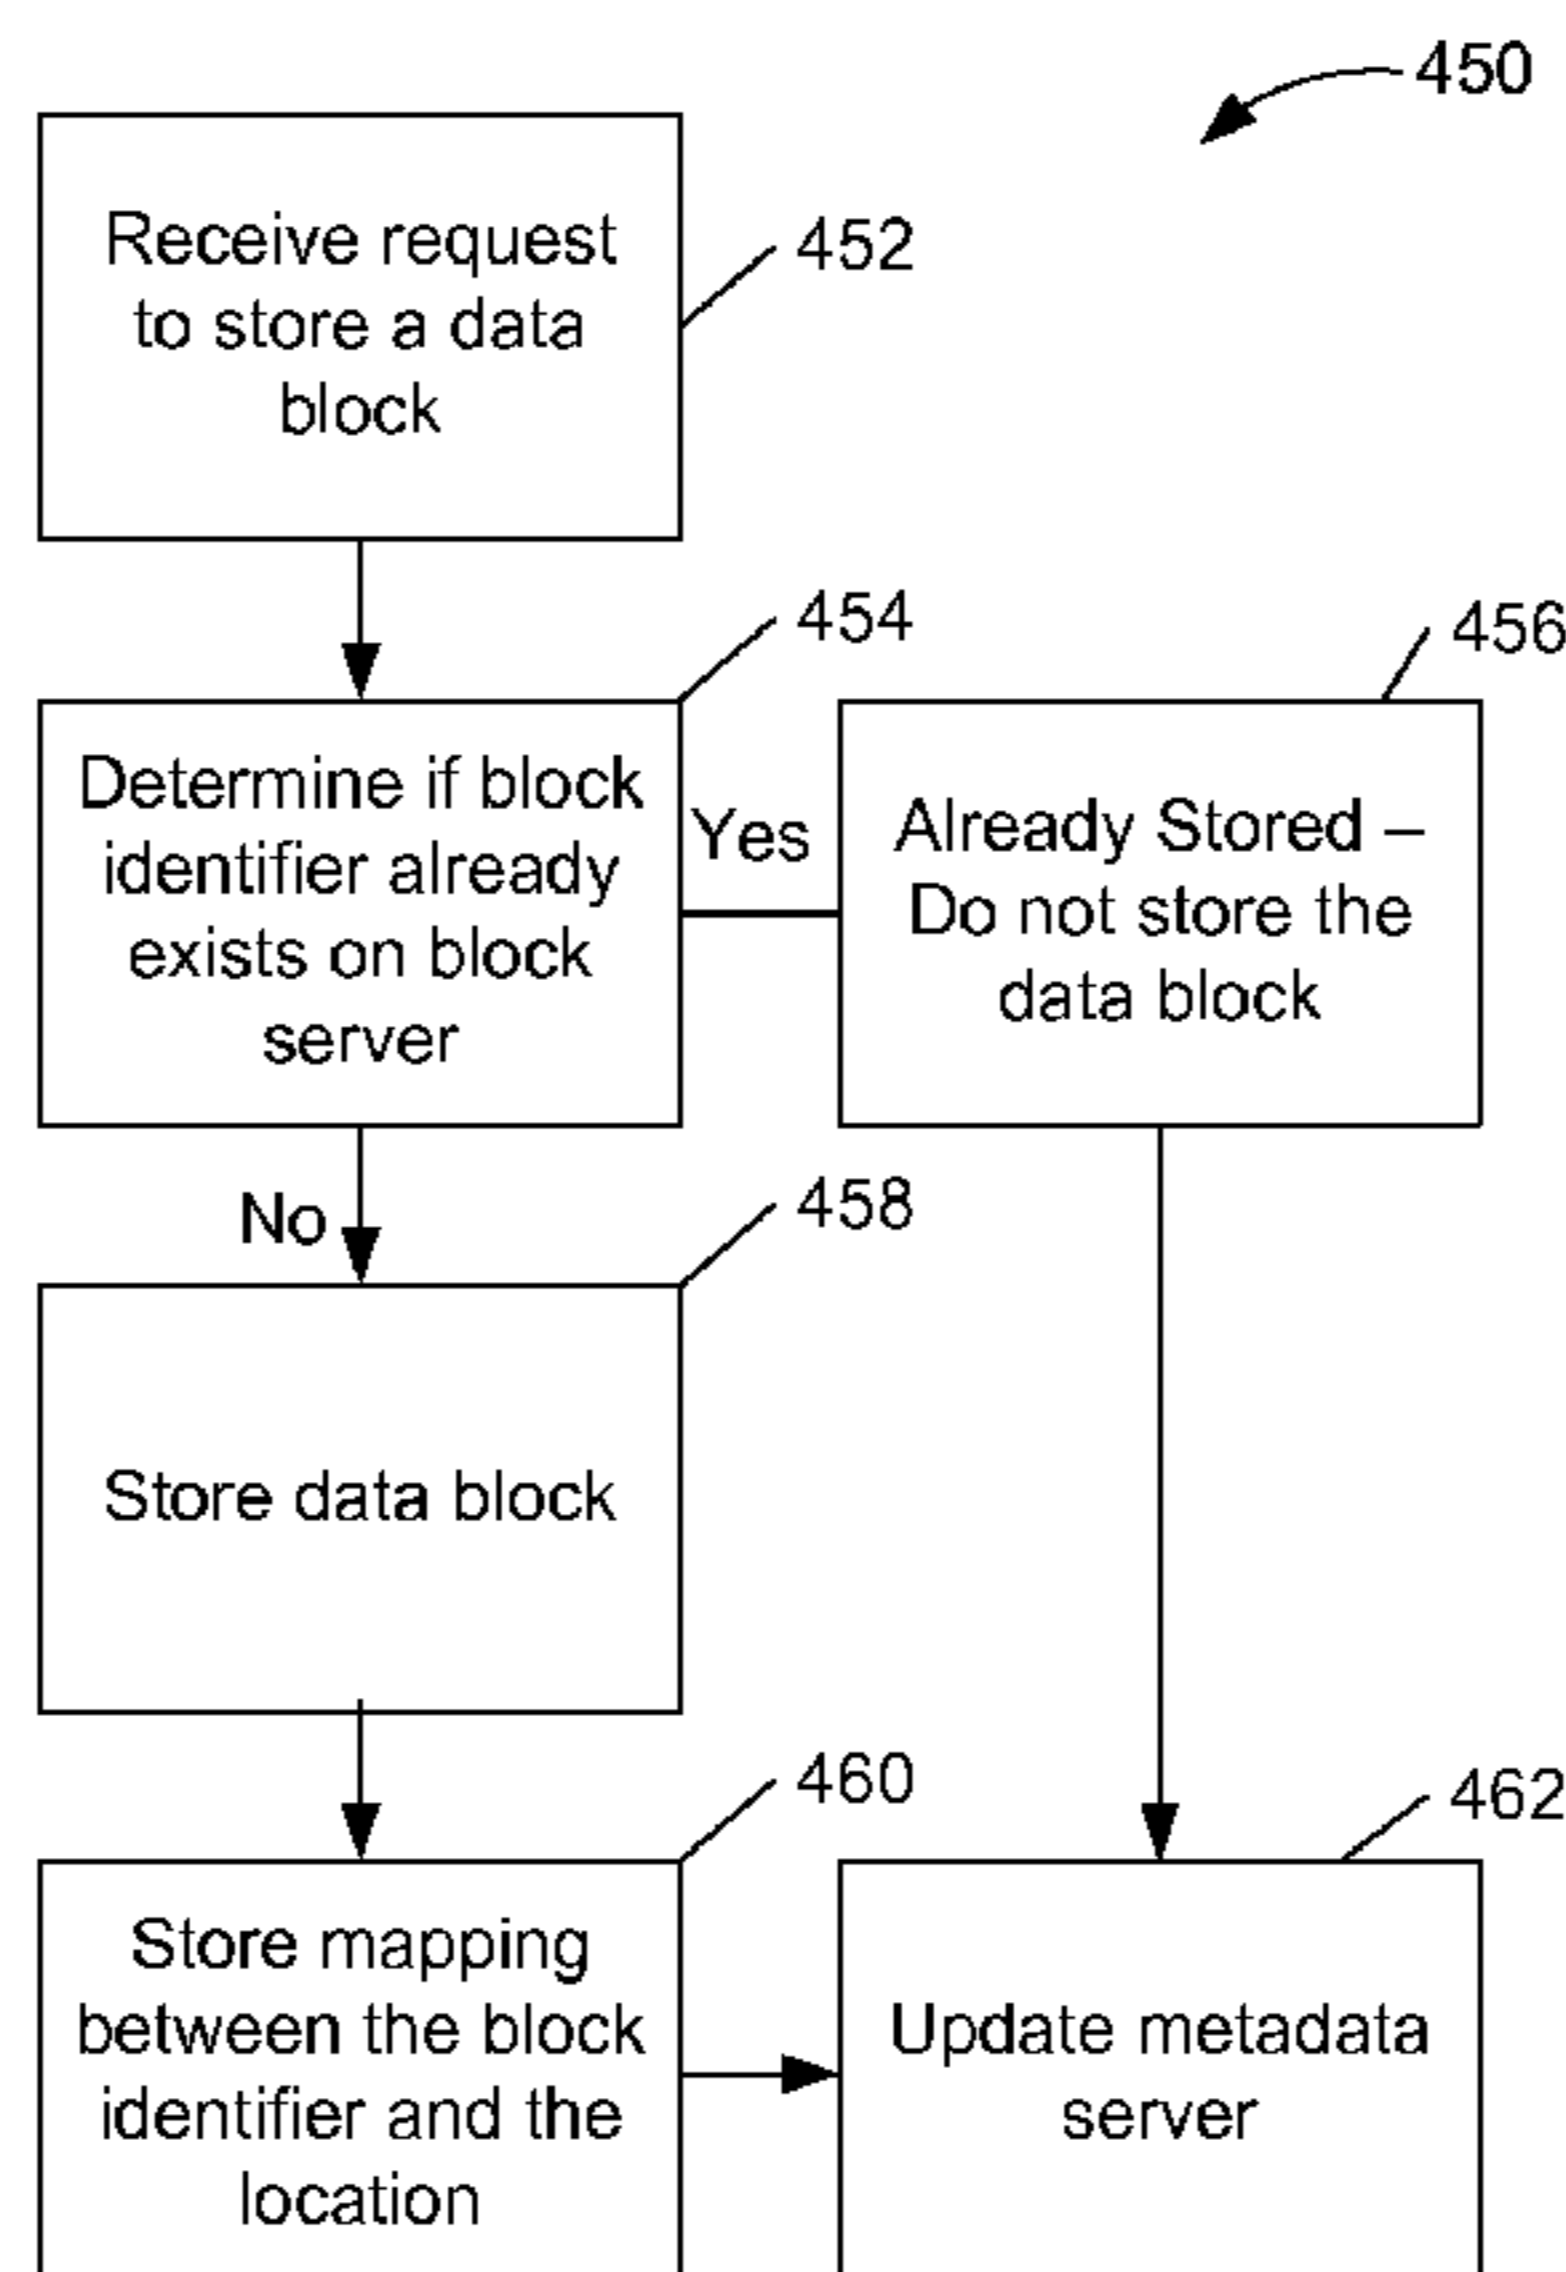 450
Receive request
to store a data
block
452
454
456
Determine if block
identifier already
exists on block
server
Yes
Already Stored –
Do not store the
data block
No
458
Store data block
460
462
Store mapping
between the block
identifier and the
location
Update metadata
server